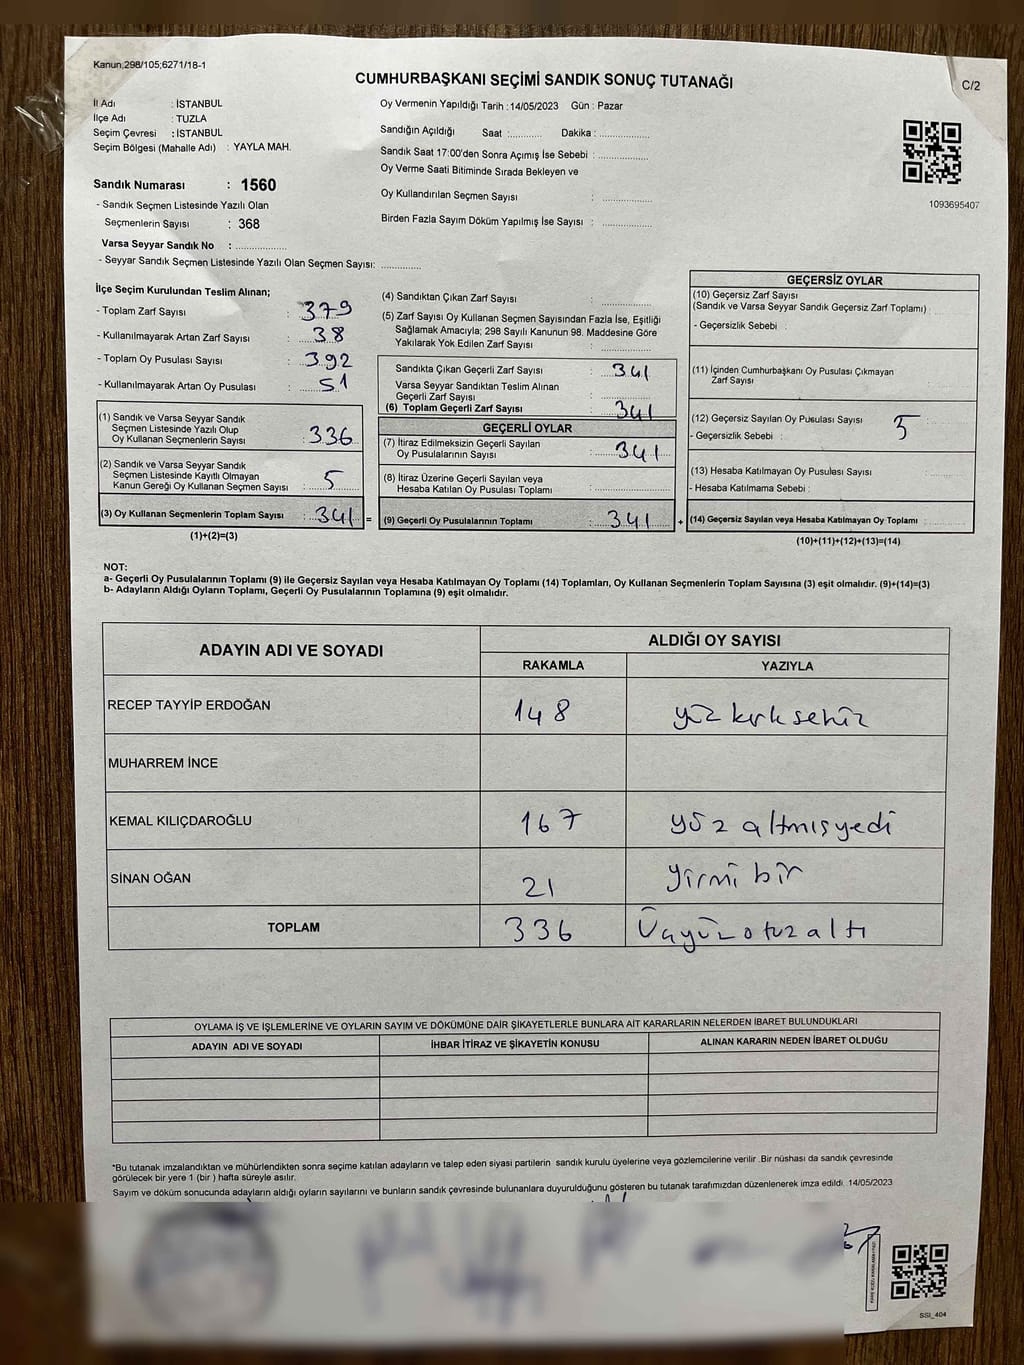 Kanun,298/105;6271/18-1
CUMHURBAŞKANI SEÇİMİ SANDIK SONUÇ TUTANAĞI
C/2
İl Adı : İSTANBUL
İlçe Adı : TUZLA
Seçim Çevresi : İSTANBUL
Seçim Bölgesi (Mahalle Adı) : YAYLA MAH.
Sandık Numarası : 1560
- Sandık Seçmen Listesinde Yazılı Olan
Seçmenlerin Sayısı : 368
Varsa Seyyar Sandık No : ...............
- Seyyar Sandık Seçmen Listesinde Yazılı Olan Seçmen Sayısı: ............
Oy Vermenin Yapıldığı Tarih : 14/05/2023 Gün : Pazar
Sandığın Açıldığı Saat :........... Dakika : ...............
Sandık Saat 17:00'den Sonra Açımış İse Sebebi : ...............
Oy Verme Saati Bitiminde Sırada Bekleyen ve
Oy Kullandırılan Seçmen Sayısı : ...............
Birden Fazla Sayım Döküm Yapılmış İse Sayısı : ...............
1093695407
İlçe Seçim Kurulundan Teslim Alınan;
- Toplam Zarf Sayısı : 379
- Kullanılmayarak Artan Zarf Sayısı : 38
- Toplam Oy Pusulası Sayısı : 392
- Kullanılmayarak Artan Oy Pusulası : 51
(1) Sandık ve Varsa Seyyar Sandık
Seçmen Listesinde Yazılı Olup
Oy Kullanan Seçmenlerin Sayısı : 336
(2) Sandık ve Varsa Seyyar Sandık
Seçmen Listesinde Kayıtlı Olmayan
Kanun Gereği Oy Kullanan Seçmen Sayısı : 5
(3) Oy Kullanan Seçmenlerin Toplam Sayısı : 341 =
(1)+(2)=(3)
(4) Sandıktan Çıkan Zarf Sayısı : ...............
(5) Zarf Sayısı Oy Kullanan Seçmen Sayısından Fazla İse, Eşitliği
Sağlamak Amacıyla; 298 Sayılı Kanunun 98. Maddesine Göre
Yakılarak Yok Edilen Zarf Sayısı : ...............
Sandıkta Çıkan Geçerli Zarf Sayısı : 341
Varsa Seyyar Sandıktan Teslim Alınan
Geçerli Zarf Sayısı : ...............
(6) Toplam Geçerli Zarf Sayısı : 341
GEÇERLİ OYLAR
(7) İtiraz Edilmeksizin Geçerli Sayılan
Oy Pusulalarının Sayısı : 341
(8) İtiraz Üzerine Geçerli Sayılan veya
Hesaba Katılan Oy Pusulası Toplamı : ...............
(9) Geçerli Oy Pusulalarının Toplamı : 341 +
GEÇERSİZ OYLAR
(10) Geçersiz Zarf Sayısı
(Sandık ve Varsa Seyyar Sandık Geçersiz Zarf Toplamı) :
- Geçersizlik Sebebi :
(11) İçinden Cumhurbaşkanı Oy Pusulası Çıkmayan
Zarf Sayısı :
(12) Geçersiz Sayılan Oy Pusulası Sayısı : 5
- Geçersizlik Sebebi :
(13) Hesaba Katılmayan Oy Pusulası Sayısı :
- Hesaba Katılmama Sebebi :
(14) Geçersiz Sayılan veya Hesaba Katılmayan Oy Toplamı :
(10)+(11)+(12)+(13)=(14)
NOT:
a- Geçerli Oy Pusulalarının Toplamı (9) ile Geçersiz Sayılan veya Hesaba Katılmayan Oy Toplamı (14) Toplamları, Oy Kullanan Seçmenlerin Toplam Sayısına (3) eşit olmalıdır. (9)+(14)=(3)
b- Adayların Aldığı Oyların Toplamı, Geçerli Oy Pusulalarının Toplamına (9) eşit olmalıdır.
ADAYIN ADI VE SOYADI ALDIĞI OY SAYISI
RAKAMLA YAZIYLA
RECEP TAYYİP ERDOĞAN 148 yüz kırk sekiz
MUHARREM İNCE
KEMAL KILIÇDAROĞLU 167 yüz altmışyedi
SİNAN OĞAN 21 yirmi bir
TOPLAM 336 Üçyüz otuz altı
OYLAMA İŞ VE İŞLEMLERİNE VE OYLARIN SAYIM VE DÖKÜMÜNE DAİR ŞİKAYETLERLE BUNLARA AİT KARARLARIN NELERDEN İBARET BULUNDUKLARI
ADAYIN ADI VE SOYADI İHBAR İTİRAZ VE ŞİKAYETİN KONUSU ALINAN KARARIN NEDEN İBARET OLDUĞU
*Bu tutanak imzalandıktan ve mühürlendikten sonra seçime katılan adayların ve talep eden siyasi partilerin sandık kurulu üyelerine veya gözlemcilerine verilir .Bir nüshası da sandık çevresinde
görülecek bir yere 1 (bir ) hafta süreyle asılır.
Sayım ve döküm sonucunda adayların aldığı oyların sayılarını ve bunların sandık çevresinde bulunanlara duyurulduğunu gösteren bu tutanak tarafımızdan düzenlenerek imza edildi. 14/05/2023
SSİ_404